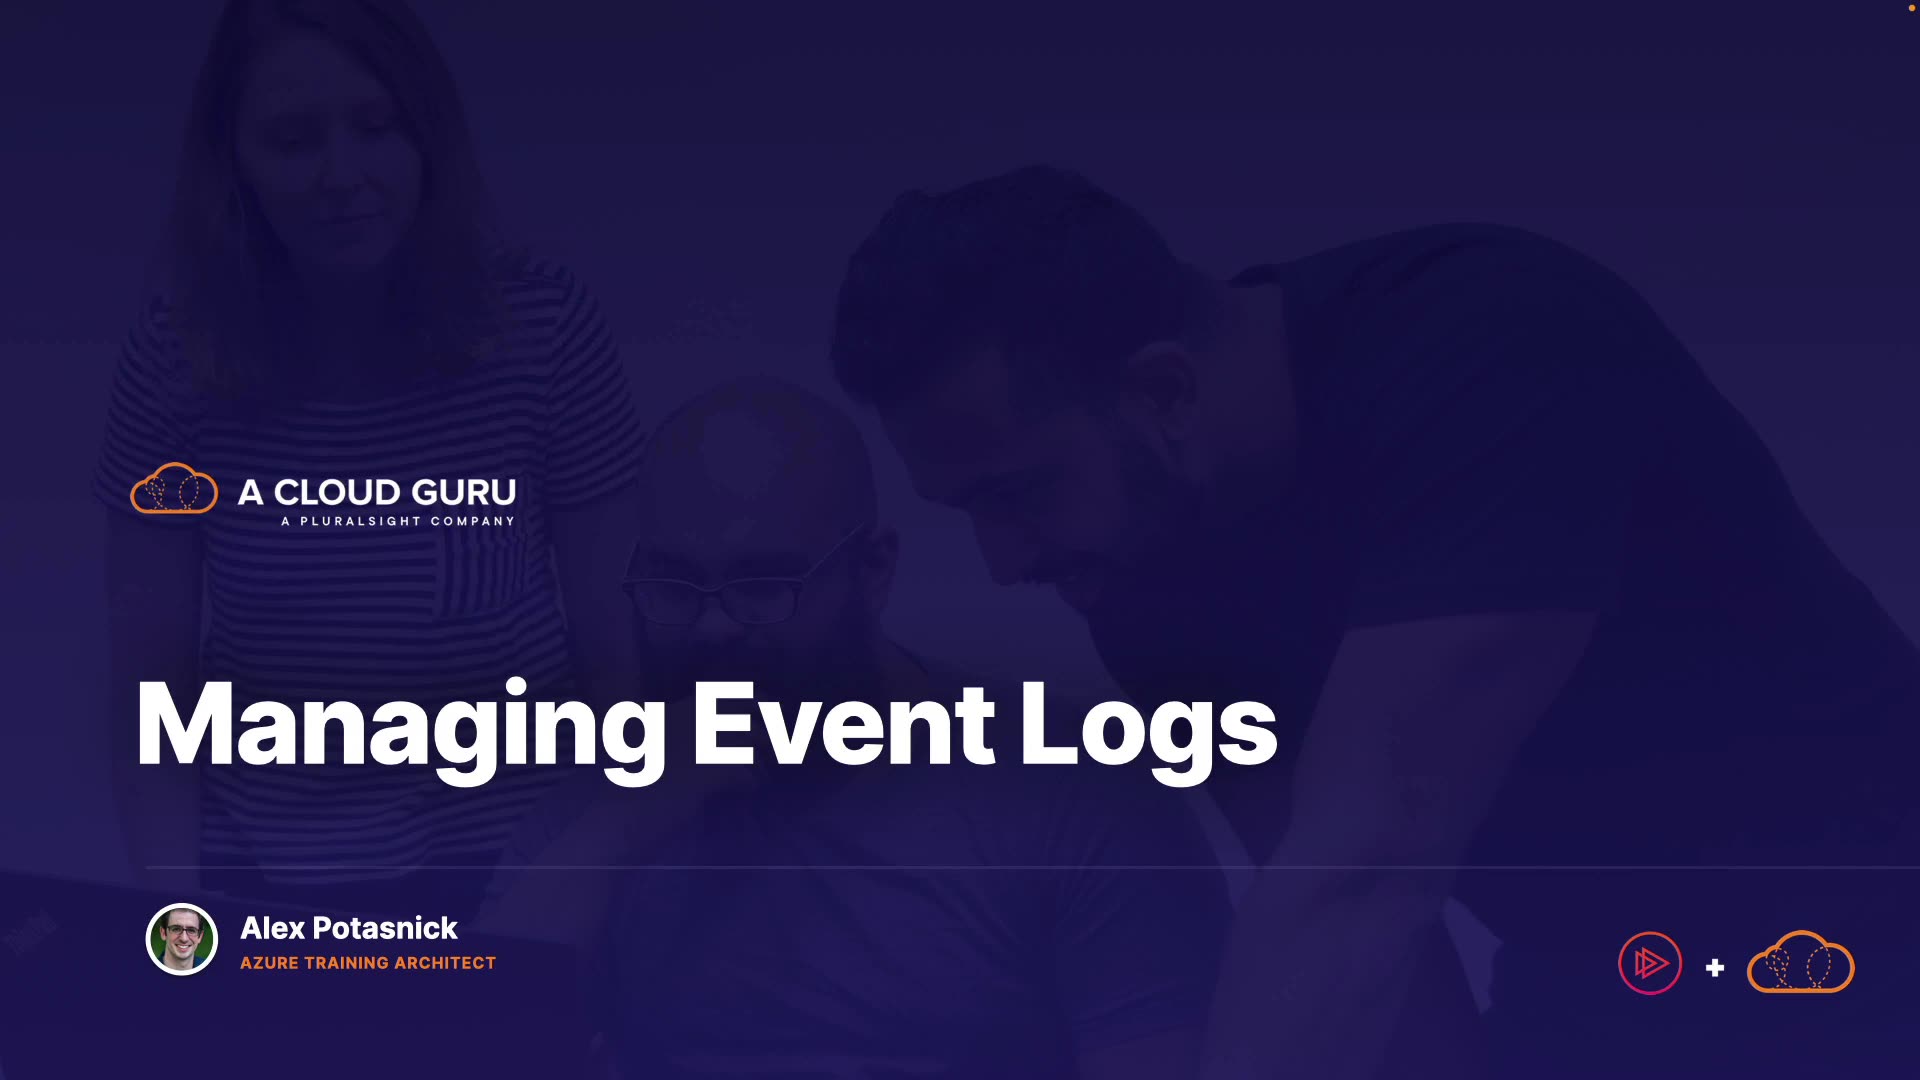 A CLOUD GURU
A PLURALSIGHT COMPANY
Managing Event Logs
Alex Potasnick
AZURE TRAINING ARCHITECT
+